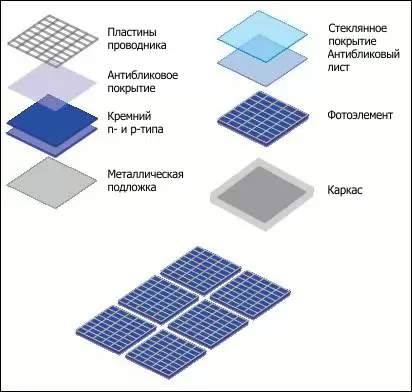 Пластины
проводника
Антибликовое
покрытие
Кремний
n- и p-типа
Металлическая
подложка
Стеклянное
покрытие
Антибликовый
лист
Фотоэлемент
Каркас